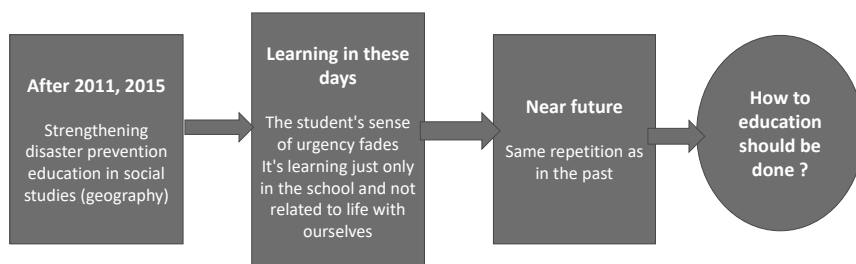 After 2011, 2015
Strengthening
disaster prevention
education in social
studies (geography)
Learning in these
days
The student's sense
of urgency fades
It's learning just only
in the school and not
related to life with
ourselves
Near future
Same repetition as
in the past
How to
education
should be
done ?